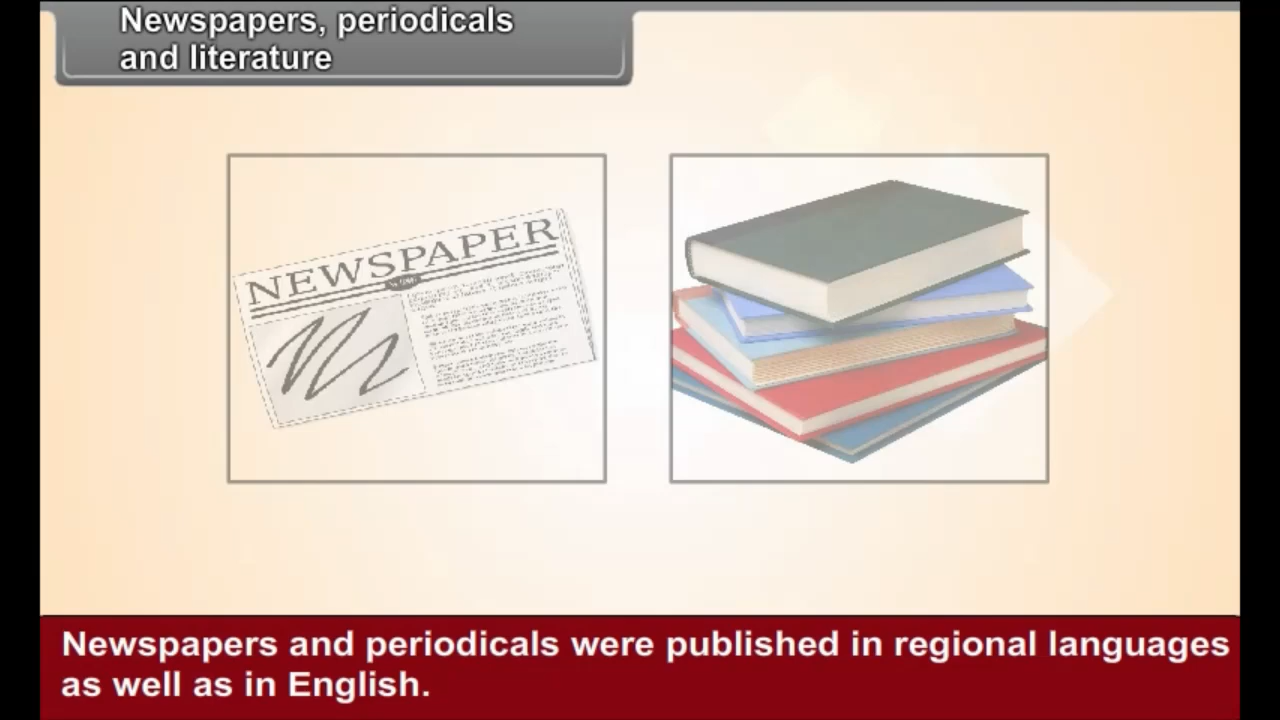 Newspapers, periodicals
and literature
NEWSPAPER
Newspapers and periodicals were published in regional languages
as well as in English.